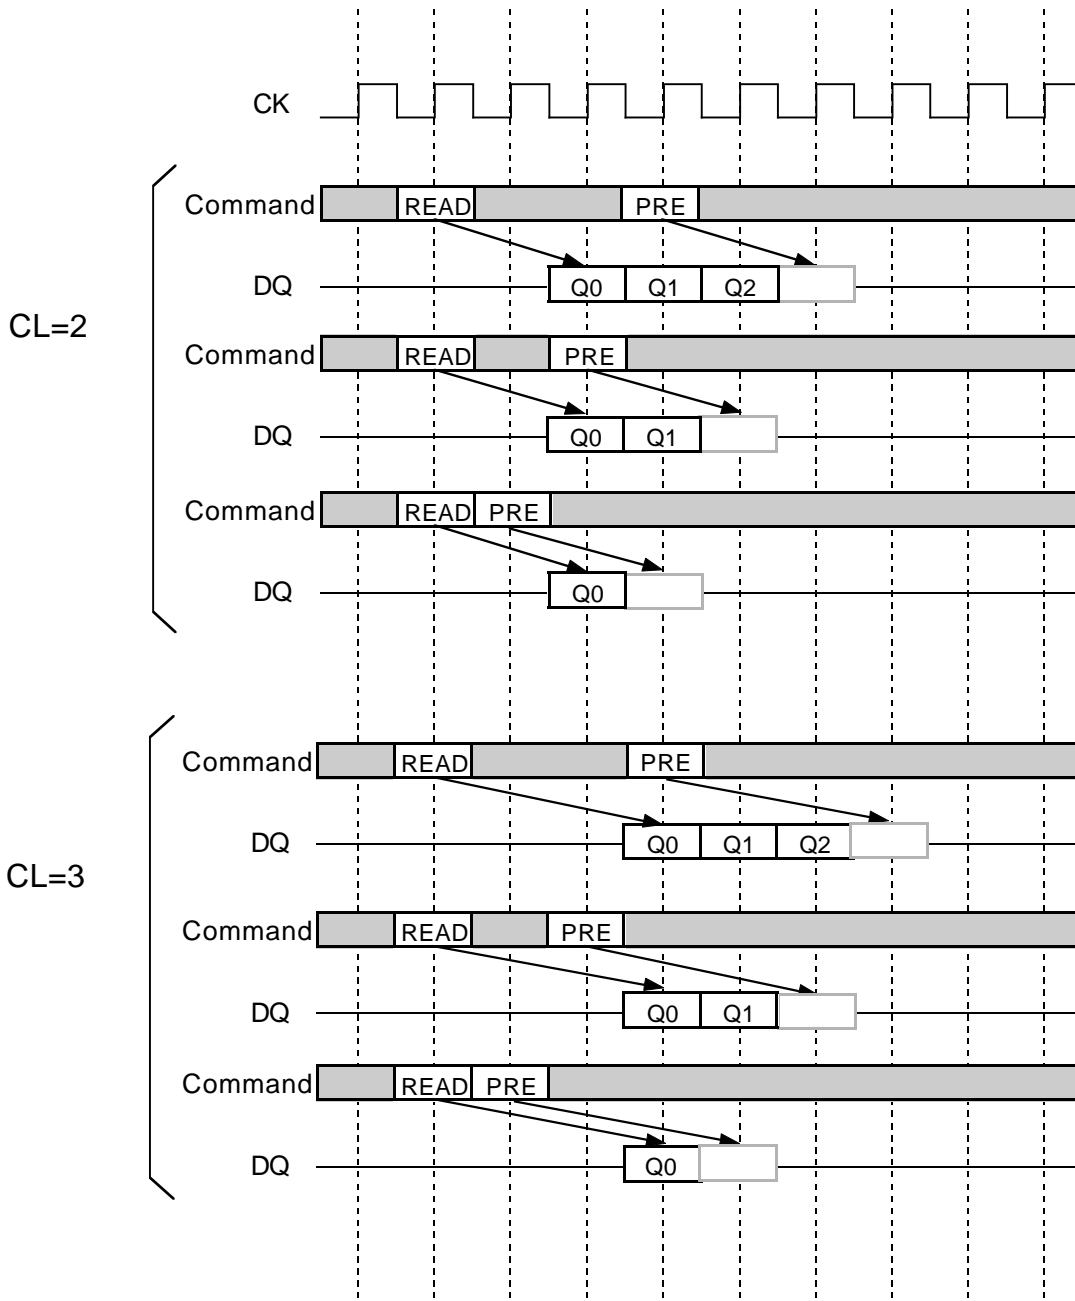 CK
Command READ PRE
DQ Q0 Q1 Q2
CL=2
Command READ PRE
DQ Q0 Q1
Command READ PRE
DQ Q0
Command READ PRE
DQ Q0 Q1 Q2
CL=3
Command READ PRE
DQ Q0 Q1
Command READ PRE
DQ Q0